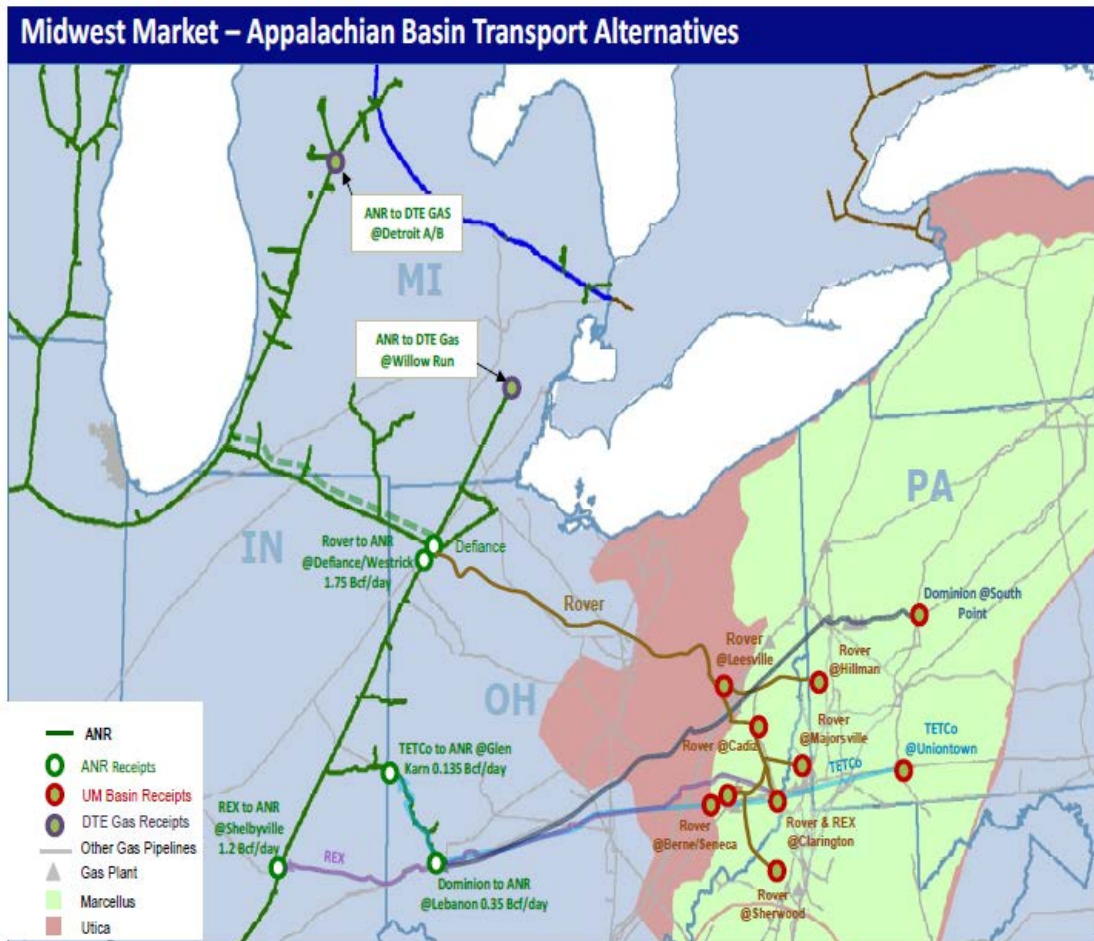 Midwest Market – Appalachian Basin Transport Alternatives
ANR to DTE GAS
@Detroit A/B
MI
ANR to DTE Gas
@Willow Run
PA
IN
Rover to ANR
@Defiance/Westrick
1.75 Bcf/day
Defiance
Rover
Dominion @South
Point
Rover
@Leesville
Rover
@Hillman
OH
Rover
@Majorsville
TETCo
@Uniontown
Rover @Cadiz
TETCo
TETCo to ANR @Glen
Karn 0.135 Bcf/day
REX to ANR
@Shelbyville
1.2 Bcf/day
REX
Rover
@Berne/Seneca
Rover & REX
@Clarington
Dominion to ANR
@Lebanon 0.35 Bcf/day
Rover
@Sherwood
ANR
ANR Receipts
UM Basin Receipts
DTE Gas Receipts
Other Gas Pipelines
Gas Plant
Marcellus
Utica